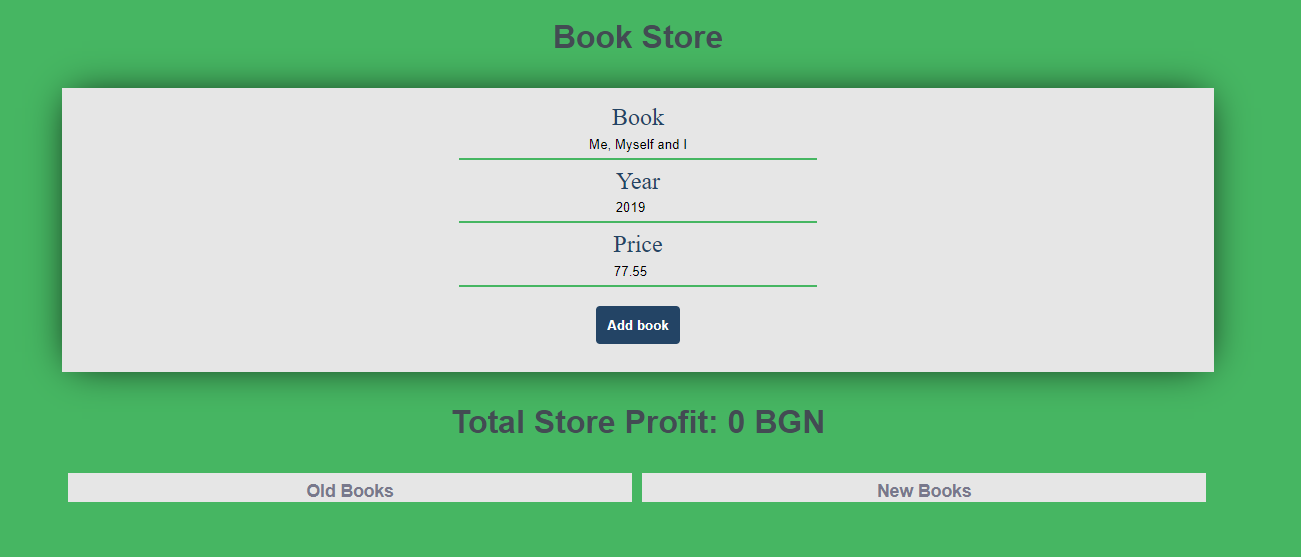 Book Store
Book
Me, Myself and I
Year
2019
Price
77.55
Add book
Total Store Profit: 0 BGN
Old Books
New Books